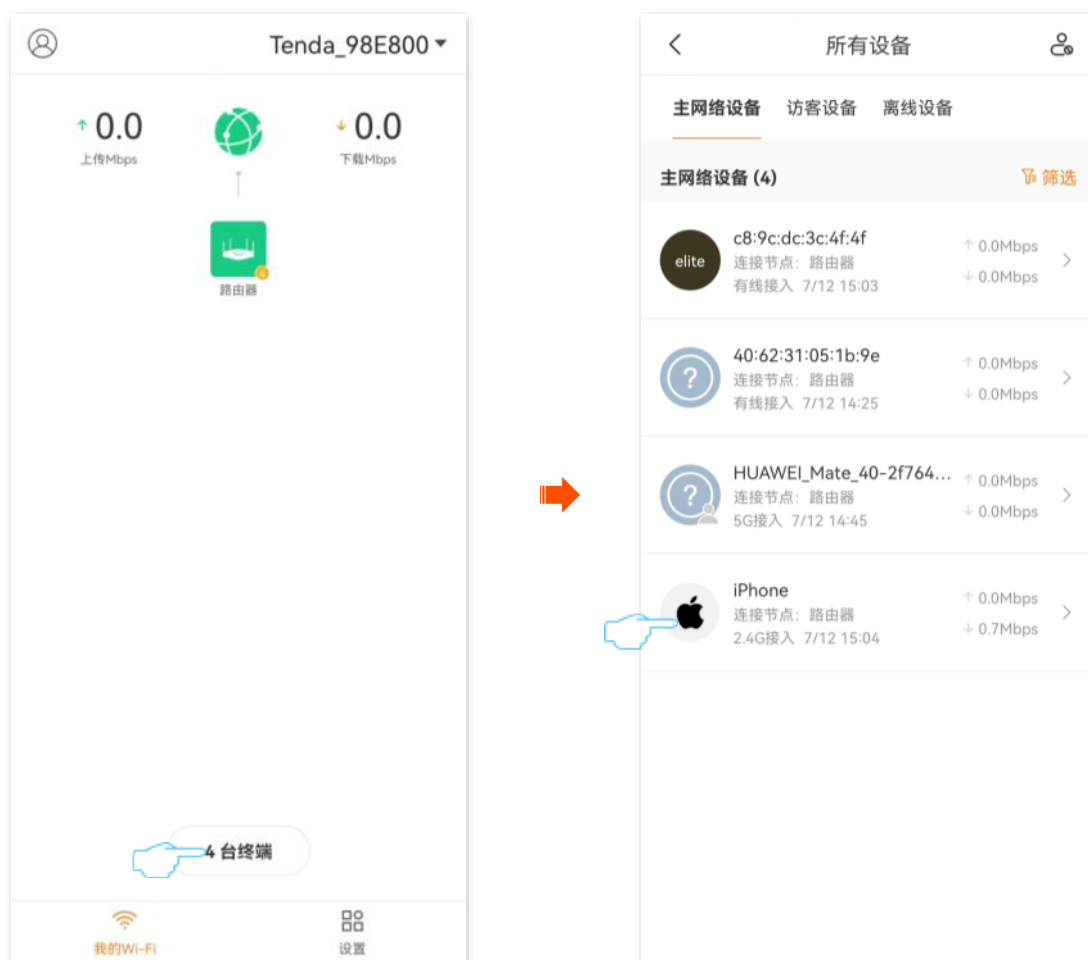 Tenda_98E800
↑ 0.0
上传Mbps
↓ 0.0
下载Mbps
4
路由器
4 台终端
我的Wi-Fi
设置
所有设备
主网络设备 访客设备 离线设备
主网络设备 (4)
筛选
elite
c8:9c:dc:3c:4f:4f
连接节点: 路由器
有线接入 7/12 15:03
↑ 0.0Mbps
↓ 0.0Mbps
?
40:62:31:05:1b:9e
连接节点: 路由器
有线接入 7/12 14:25
↑ 0.0Mbps
↓ 0.0Mbps
?
HUAWEI_Mate_40-2f764...
连接节点: 路由器
5G接入 7/12 14:45
↑ 0.0Mbps
↓ 0.0Mbps
iPhone
连接节点: 路由器
2.4G接入 7/12 15:04
↑ 0.0Mbps
↓ 0.7Mbps